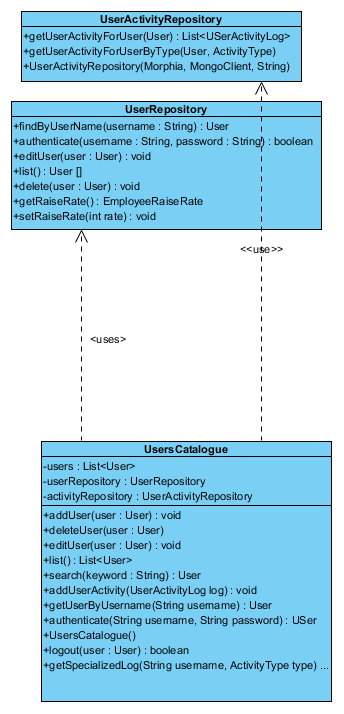 UserActivityRepository
+getUserActivityForUser(User) : List<USerActivityLog>
+getUserActivityForUserByType(User, ActivityType)
+UserActivityRepository(Morphia, MongoClient, String)
UserRepository
+findByUserName(username : String) : User
+authenticate(username : String, password : String) : boolean
+editUser(user : User) : void
+list() : User []
+delete(user : User) : void
+getRaiseRate() : EmployeeRaiseRate
+setRaiseRate(int rate) : void
<<use>>
<uses>
UsersCatalogue
-users : List<User>
-userRepository : UserRepository
-activityRepository : UserActivityRepository
+addUser(user : User) : void
+deleteUser(user : User)
+editUser(user : User) : void
+list() : List<User>
+search(keyword : String) : User
+addUserActivity(UserActivityLog log) : void
+getUserByUsername(String username) : User
+authenticate(String username, String password) : USer
+UsersCatalogue()
+logout(user : User) : boolean
+getSpecializedLog(String username, ActivityType type) ...